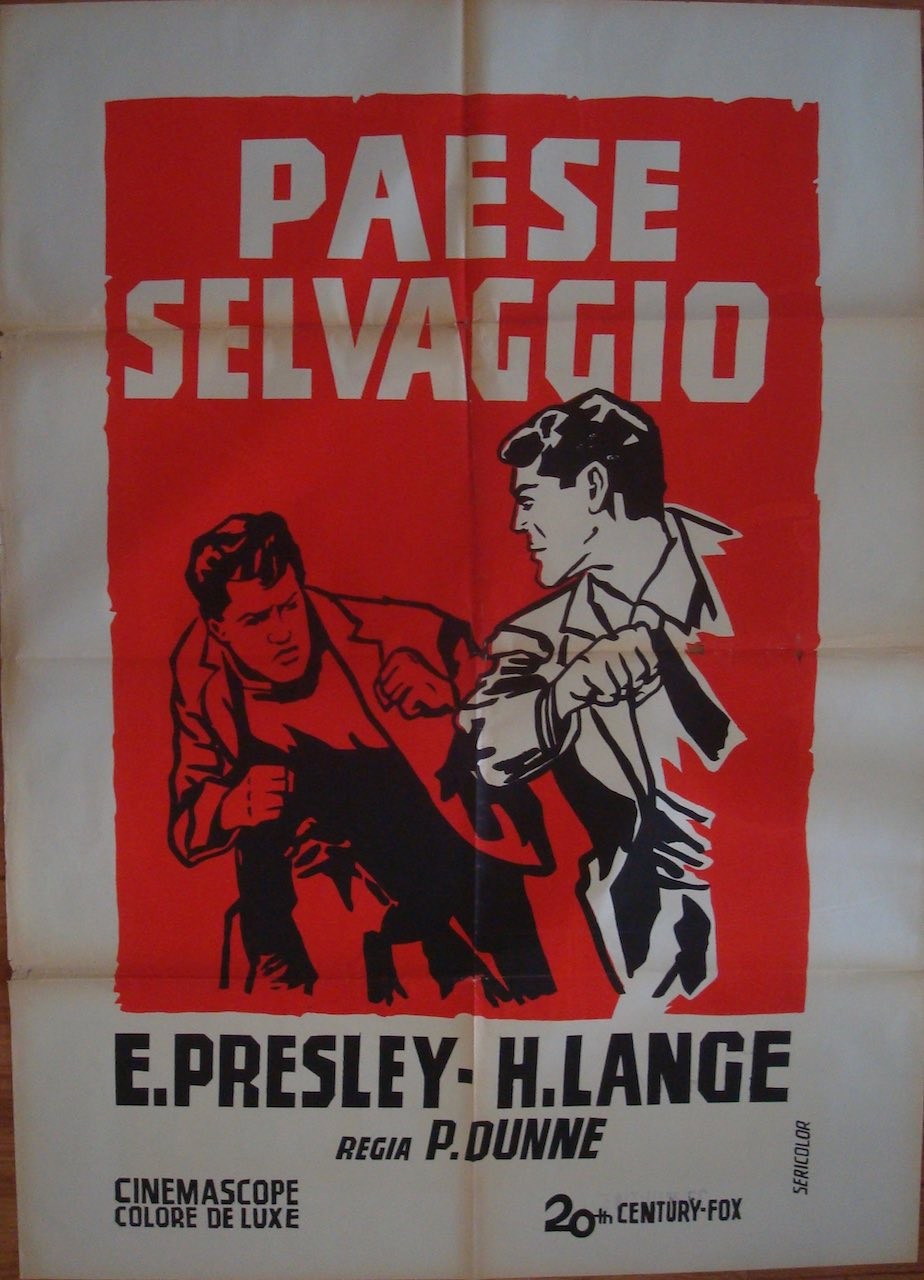 PAESE
SELVAGGIO
E.PRESLEY-H.LANGE
REGIA P.DUNNE
SERICOLOR
CINEMASCOPE
COLORE DE LUXE
20th CENTURY-FOX